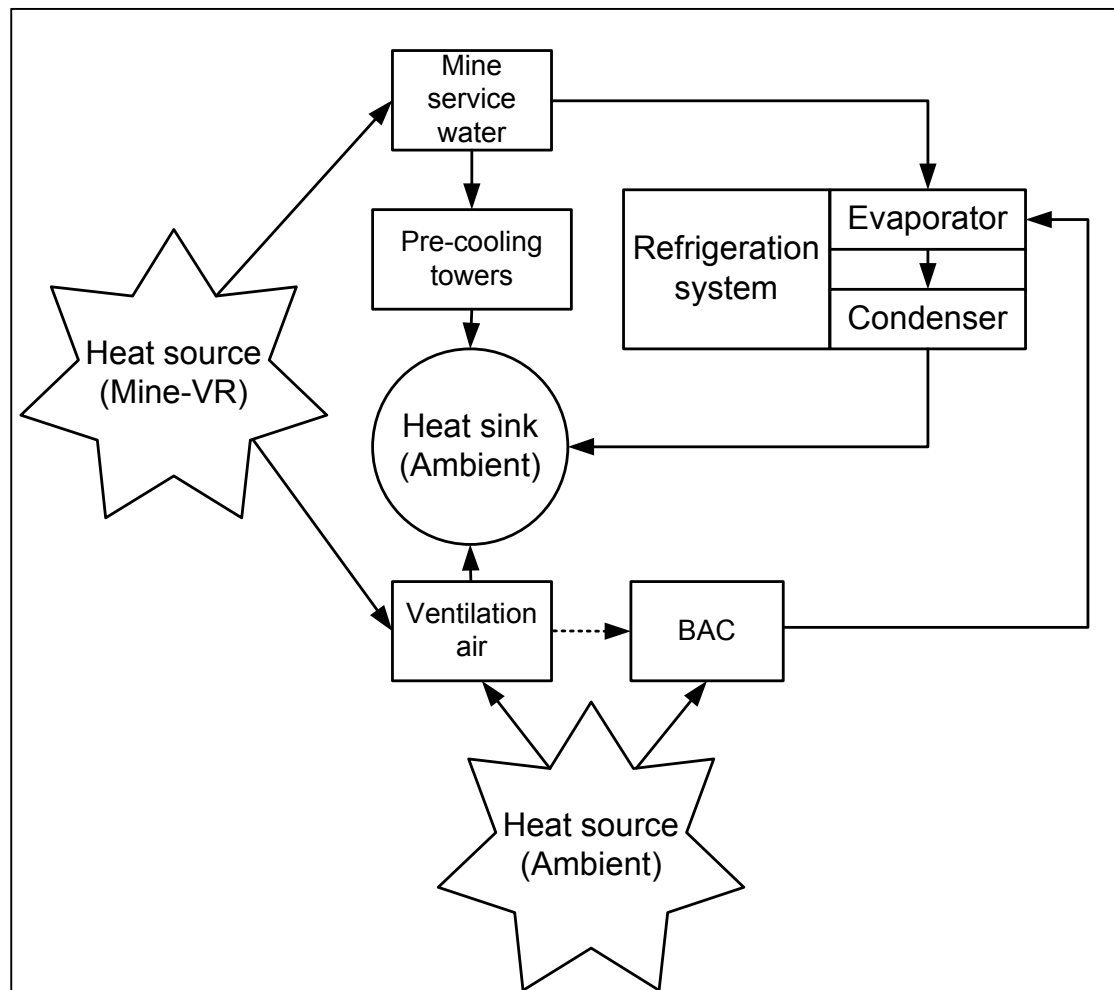 Mine
service
water
Pre-cooling
towers
Refrigeration
system
Evaporator
Condenser
Heat source
(Mine-VR)
Heat sink
(Ambient)
Ventilation
air
BAC
Heat source
(Ambient)